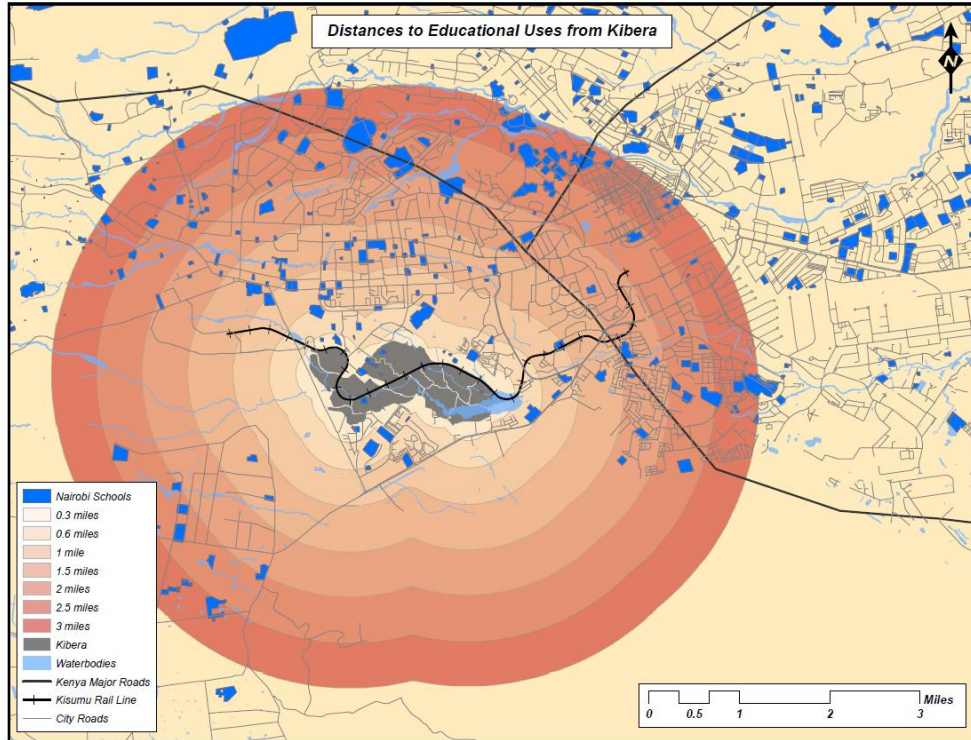 Distances to Educational Uses from Kibera
N
Nairobi Schools
0.3 miles
0.6 miles
1 mile
1.5 miles
2 miles
2.5 miles
3 miles
Kibera
Waterbodies
Kenya Major Roads
Kisumu Rail Line
City Roads
Miles
0 0.5 1 2 3